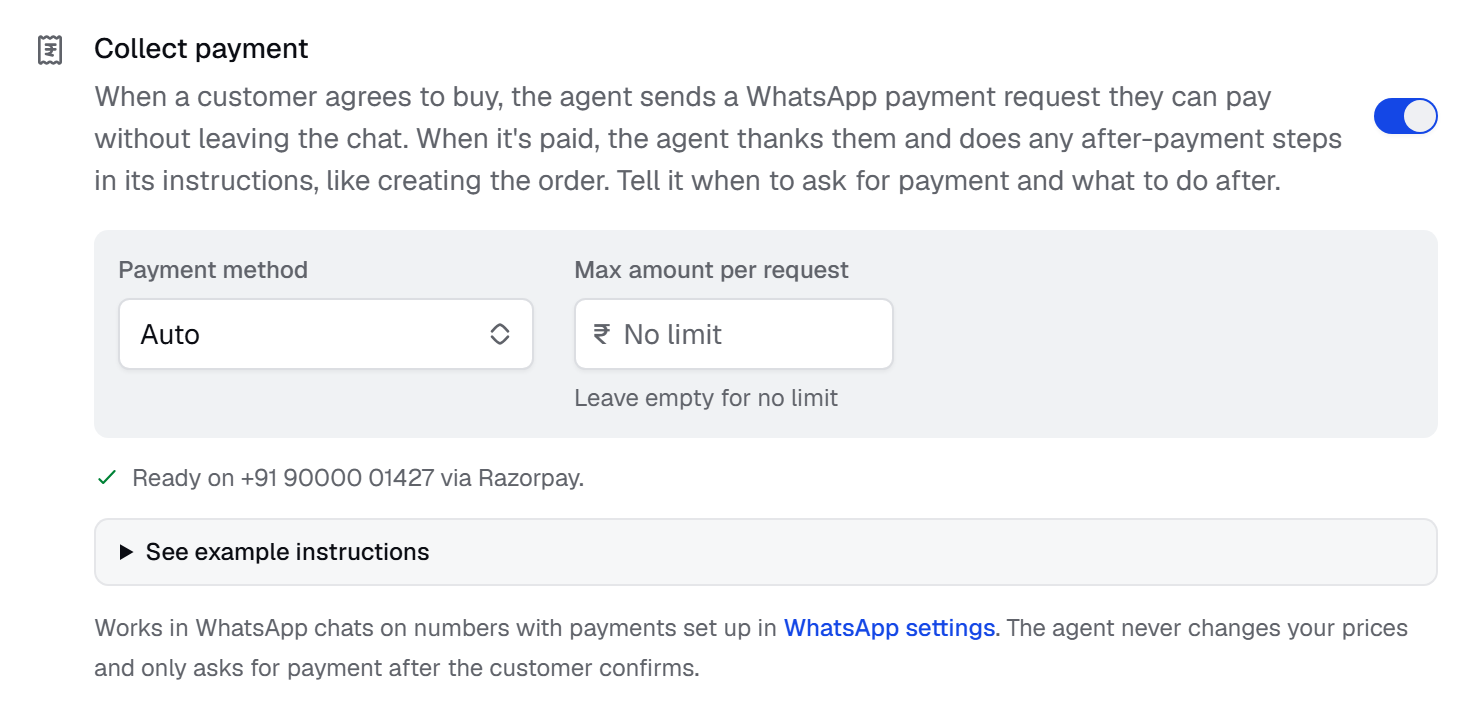 Collect payment
When a customer agrees to buy, the agent sends a WhatsApp payment request they can pay
without leaving the chat. When it's paid, the agent thanks them and does any after-payment steps
in its instructions, like creating the order. Tell it when to ask for payment and what to do after.
Payment method
Max amount per request
Auto
₹ No limit
Leave empty for no limit
Ready on +91 90000 01427 via Razorpay.
See example instructions
Works in WhatsApp chats on numbers with payments set up in WhatsApp settings. The agent never changes your prices
and only asks for payment after the customer confirms.